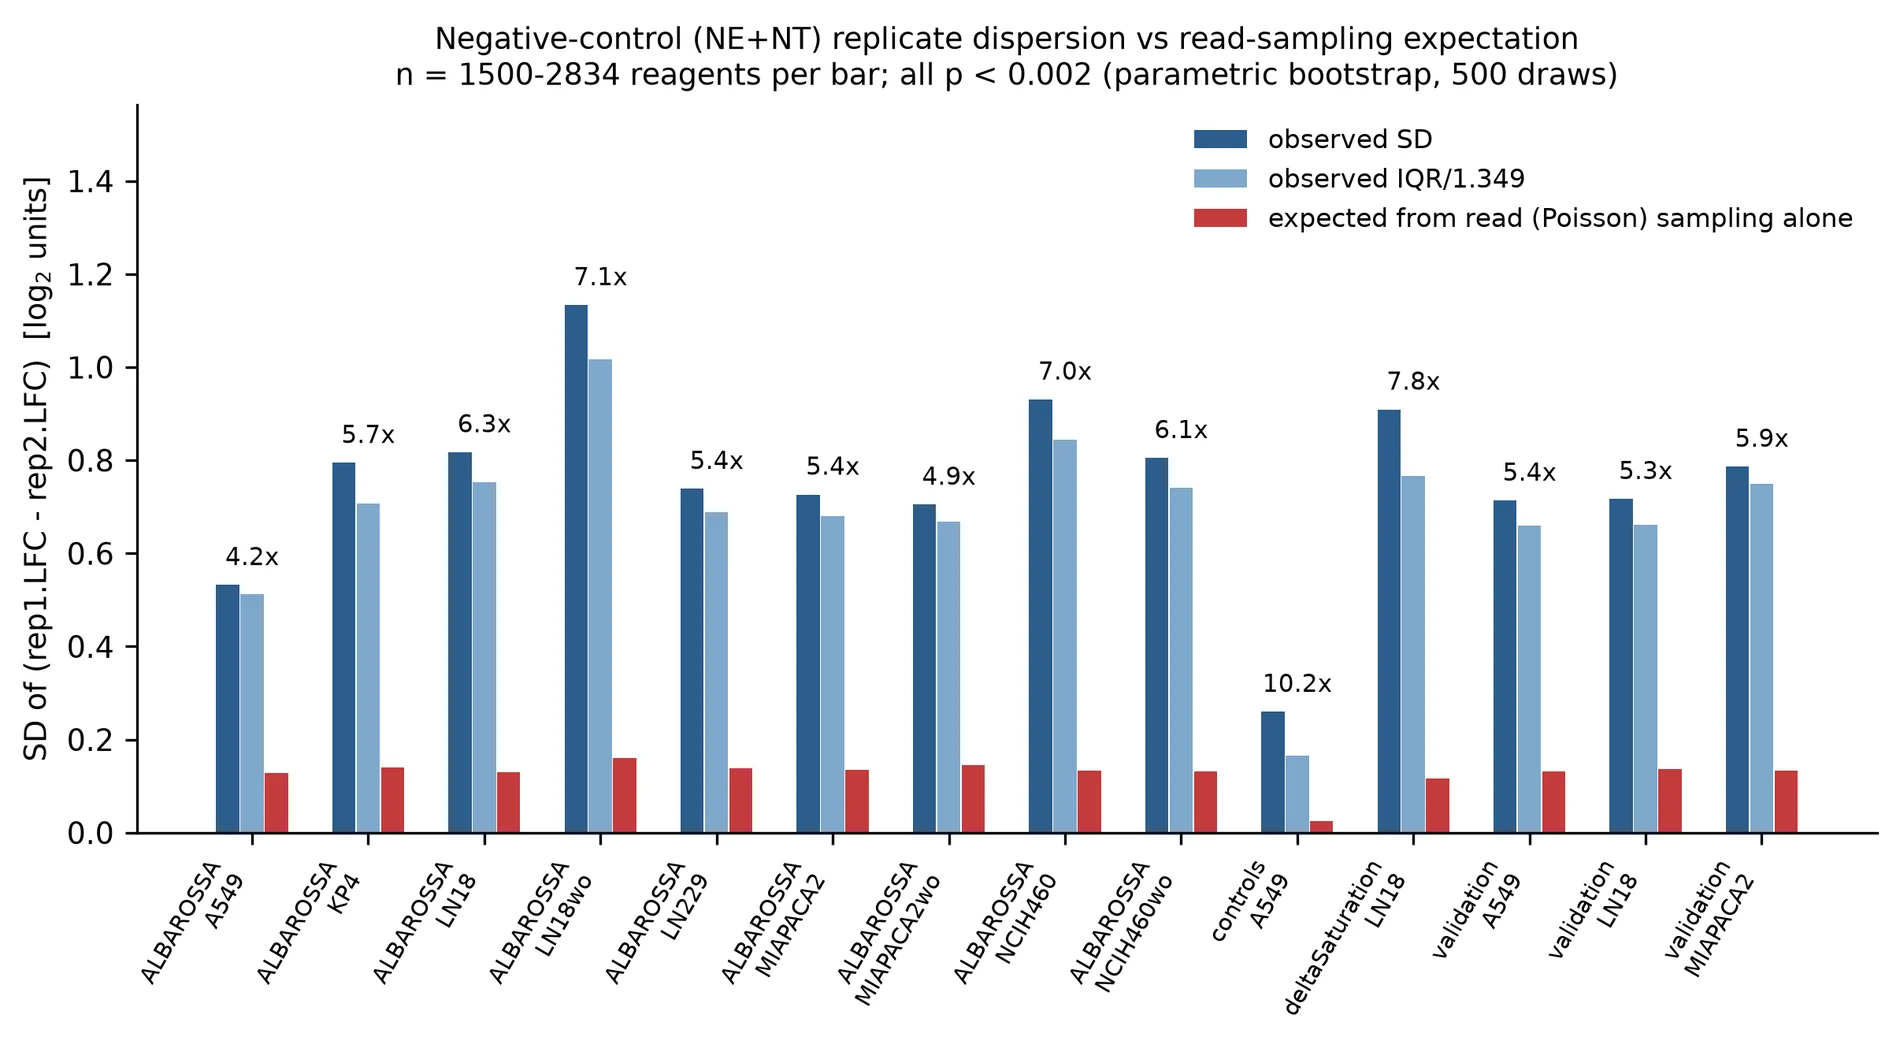 Negative-control (NE+NT) replicate dispersion vs read-sampling expectation
n = 1500-2834 reagents per bar; all p < 0.002 (parametric bootstrap, 500 draws)
observed SD
observed IQR/1.349
expected from read (Poisson) sampling alone
SD of (rep1.LFC - rep2.LFC) [log₂ units]
1.4
1.2
1.0
0.8
0.6
0.4
0.2
0.0
4.2x
5.7x
6.3x
7.1x
5.4x
5.4x
4.9x
7.0x
6.1x
10.2x
7.8x
5.4x
5.3x
5.9x
ALBAROSSA
A549
ALBAROSSA
KP4
ALBAROSSA
LN18
ALBAROSSA
LN18wo
ALBAROSSA
LN229
ALBAROSSA
MIAPACA2
ALBAROSSA
MIAPACA2wo
ALBAROSSA
NCIH460
ALBAROSSA
NCIH460wo
controls
A549
deltaSaturation
LN18
validation
A549
validation
LN18
validation
MIAPACA2